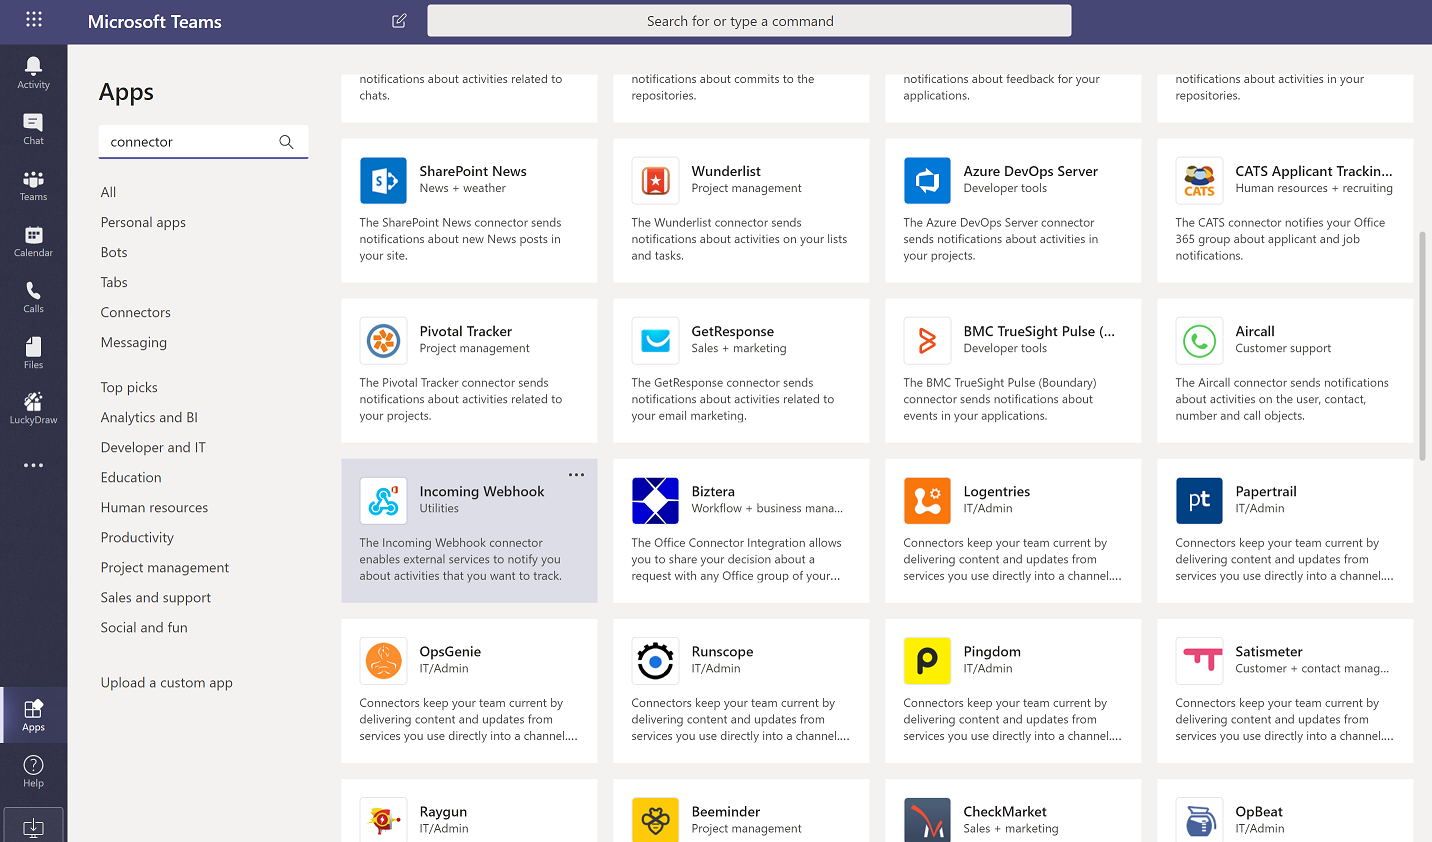 Microsoft Teams
Search for or type a command
Activity
Chat
Teams
Calendar
Calls
Files
LuckyDraw
Apps
Help
Apps
connector
All
Personal apps
Bots
Tabs
Connectors
Messaging
Top picks
Analytics and BI
Developer and IT
Education
Human resources
Productivity
Project management
Sales and support
Social and fun
Upload a custom app
notifications about activities related to
chats.
notifications about commits to the
repositories.
notifications about feedback for your
applications.
notifications about activities in your
repositories.
SharePoint News
News + weather
The SharePoint News connector sends
notifications about new News posts in
your site.
Wunderlist
Project management
The Wunderlist connector sends
notifications about activities on your lists
and tasks.
Azure DevOps Server
Developer tools
The Azure DevOps Server connector
sends notifications about activities in
your projects.
CATS
CATS Applicant Trackin...
Human resources + recruiting
The CATS connector notifies your Office
365 group about applicant and job
notifications.
Pivotal Tracker
Project management
The Pivotal Tracker connector sends
notifications about activities related to
your projects.
GetResponse
Sales + marketing
The GetResponse connector sends
notifications about activities related to
your email marketing.
BMC TrueSight Pulse (...
Developer tools
The BMC TrueSight Pulse (Boundary)
connector sends notifications about
events in your applications.
Aircall
Customer support
The Aircall connector sends notifications
about activities on the user, contact,
number and call objects.
Incoming Webhook
Utilities
The Incoming Webhook connector
enables external services to notify you
about activities that you want to track.
Biztera
Workflow + business mana...
The Office Connector Integration allows
you to share your decision about a
request with any Office group of your...
Logentries
IT/Admin
Connectors keep your team current by
delivering content and updates from
services you use directly into a channel....
pt
Papertrail
IT/Admin
Connectors keep your team current by
delivering content and updates from
services you use directly into a channel....
OpsGenie
IT/Admin
Connectors keep your team current by
delivering content and updates from
services you use directly into a channel....
Runscope
IT/Admin
Connectors keep your team current by
delivering content and updates from
services you use directly into a channel....
Pingdom
IT/Admin
Connectors keep your team current by
delivering content and updates from
services you use directly into a channel....
Satismeter
Customer + contact manag...
Connectors keep your team current by
delivering content and updates from
services you use directly into a channel....
Raygun
IT/Admin
Beeminder
Project management
CheckMarket
Sales + marketing
OpBeat
IT/Admin